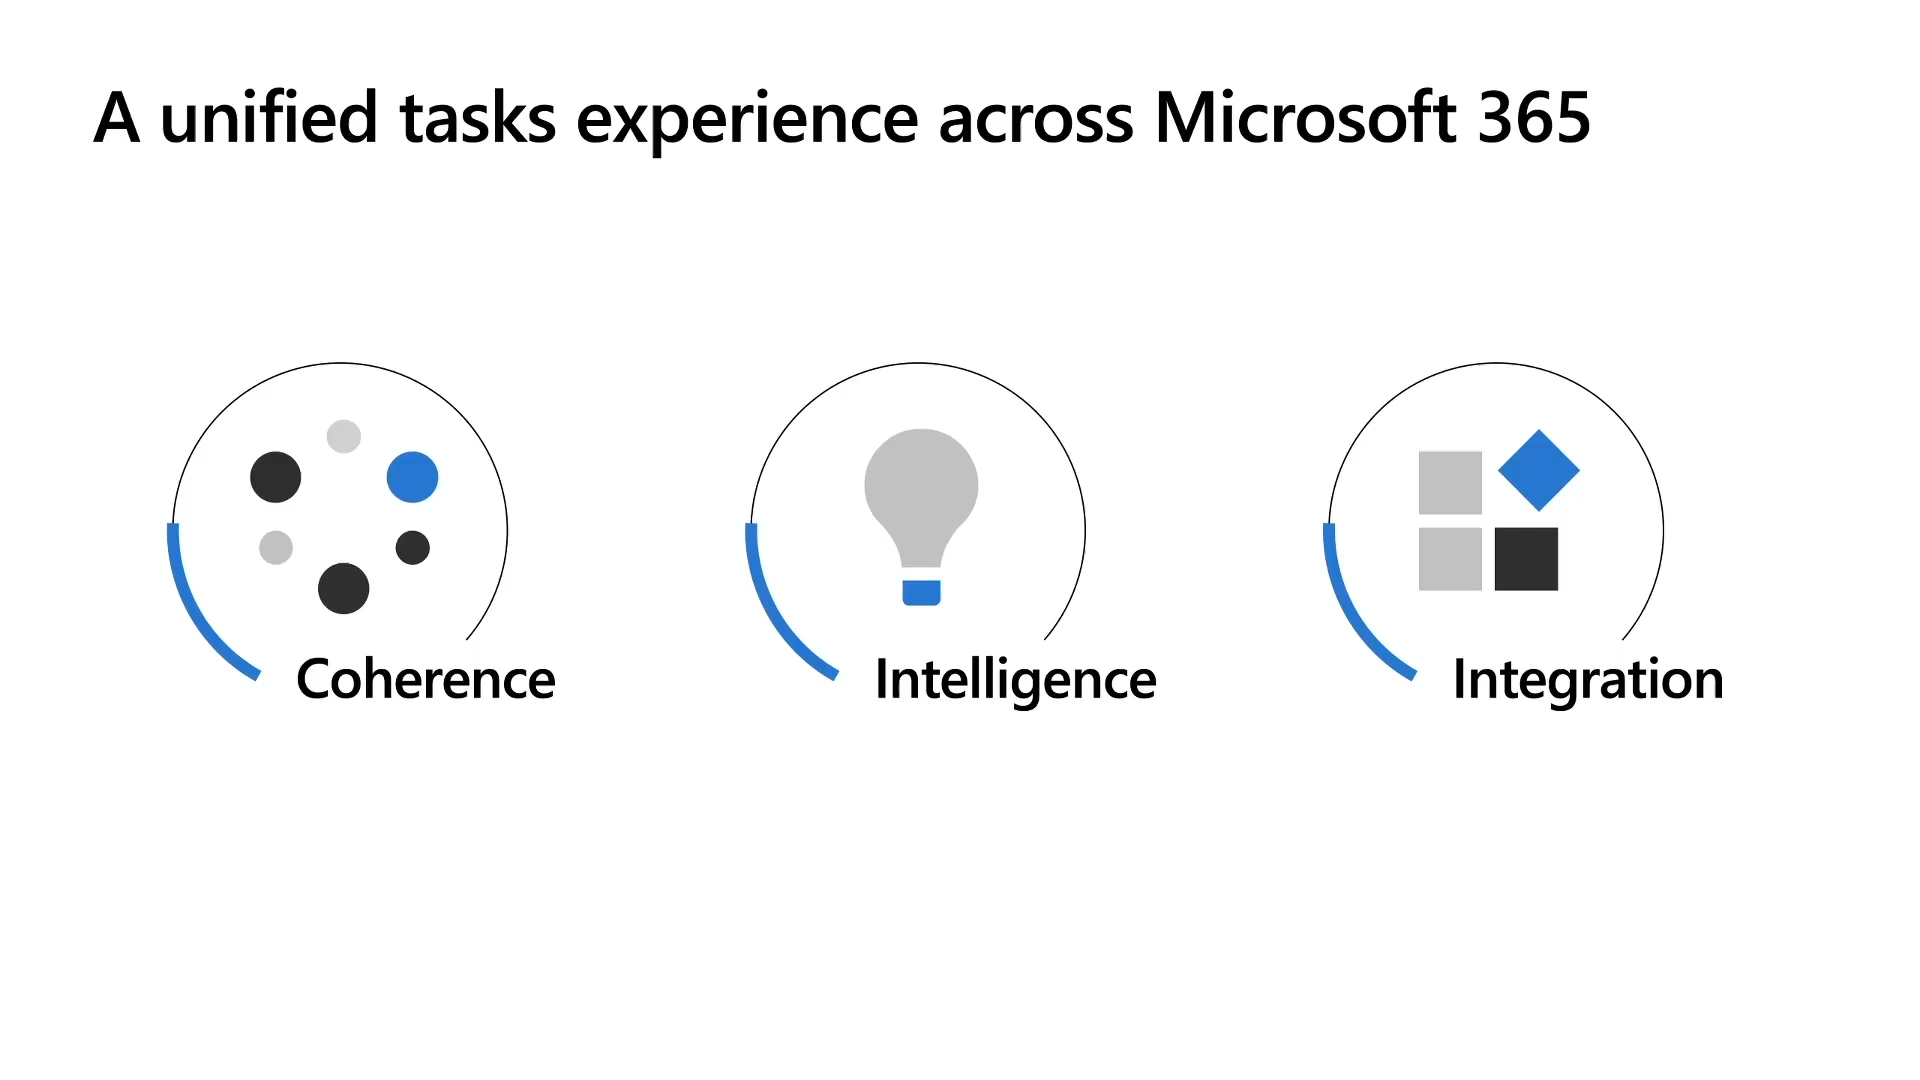 A unified tasks experience across Microsoft 365
Coherence
Intelligence
Integration